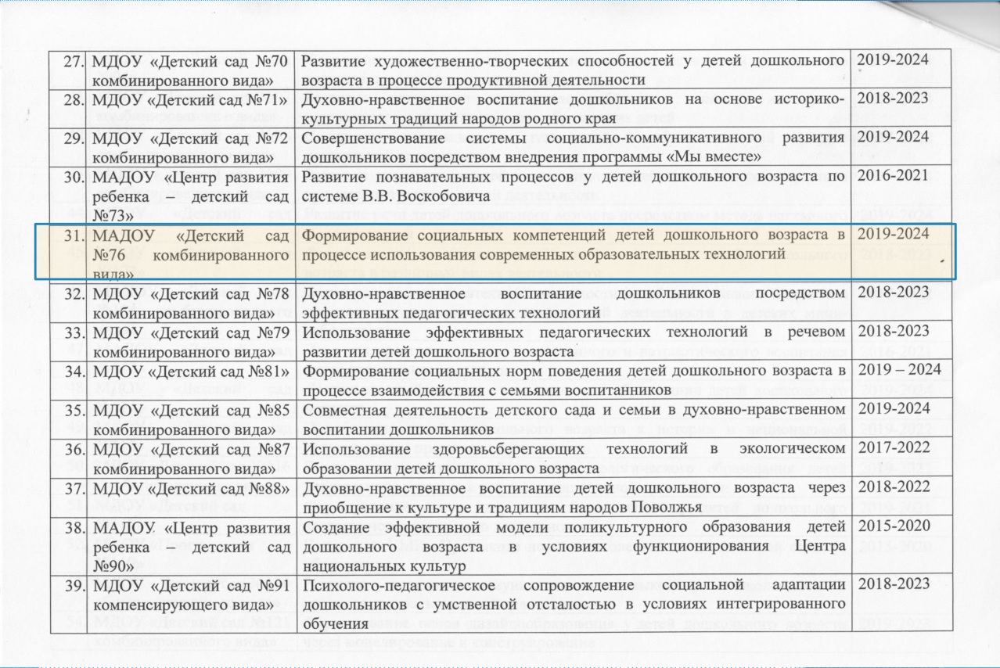 27. МДОУ «Детский сад №70 Развитие художественно-творческих способностей у детей дошкольного 2019-2024
комбинированного вида» возраста в процессе продуктивной деятельности
28. МДОУ «Детский сад №71» Духовно-нравственное воспитание дошкольников на основе историко- 2018-2023
культурных традиций народов родного края
29. МДОУ «Детский сад №72 Совершенствование системы социально-коммуникативного развития 2019-2024
комбинированного вида» дошкольников посредством внедрения программы «Мы вместе»
30. МАДОУ «Центр развития Развитие познавательных процессов у детей дошкольного возраста по 2016-2021
ребенка – детский сад системе В.В. Воскобовича
№73»
31. МАДОУ «Детский сад Формирование социальных компетенций детей дошкольного возраста в 2019-2024
№76 комбинированного процессе использования современных образовательных технологий
вида»
32. МДОУ «Детский сад №78 Духовно-нравственное воспитание дошкольников посредством 2018-2023
комбинированного вида» эффективных педагогических технологий
33. МДОУ «Детский сад №79 Использование эффективных педагогических технологий в речевом 2018-2023
комбинированного вида» развитии детей дошкольного возраста
34. МДОУ «Детский сад №81» Формирование социальных норм поведения детей дошкольного возраста в 2019 – 2024
процессе взаимодействия с семьями воспитанников
35. МДОУ «Детский сад №85 Совместная деятельность детского сада и семьи в духовно-нравственном 2019-2024
комбинированного вида» воспитании дошкольников
36. МДОУ «Детский сад №87 Использование здоровьсберегающих технологий в экологическом 2017-2022
комбинированного вида» образовании детей дошкольного возраста
37. МДОУ «Детский сад №88» Духовно-нравственное воспитание детей дошкольного возраста через 2018-2022
приобщение к культуре и традициям народов Поволжья
38. МАДОУ «Центр развития Создание эффективной модели поликультурного образования детей 2015-2020
ребенка – детский сад дошкольного возраста в условиях функционирования Центра
№90» национальных культур
39. МДОУ «Детский сад №91 Психолого-педагогическое сопровождение социальной адаптации 2018-2023
компенсирующего вида» дошкольников с умственной отсталостью в условиях интегрированного
обучения